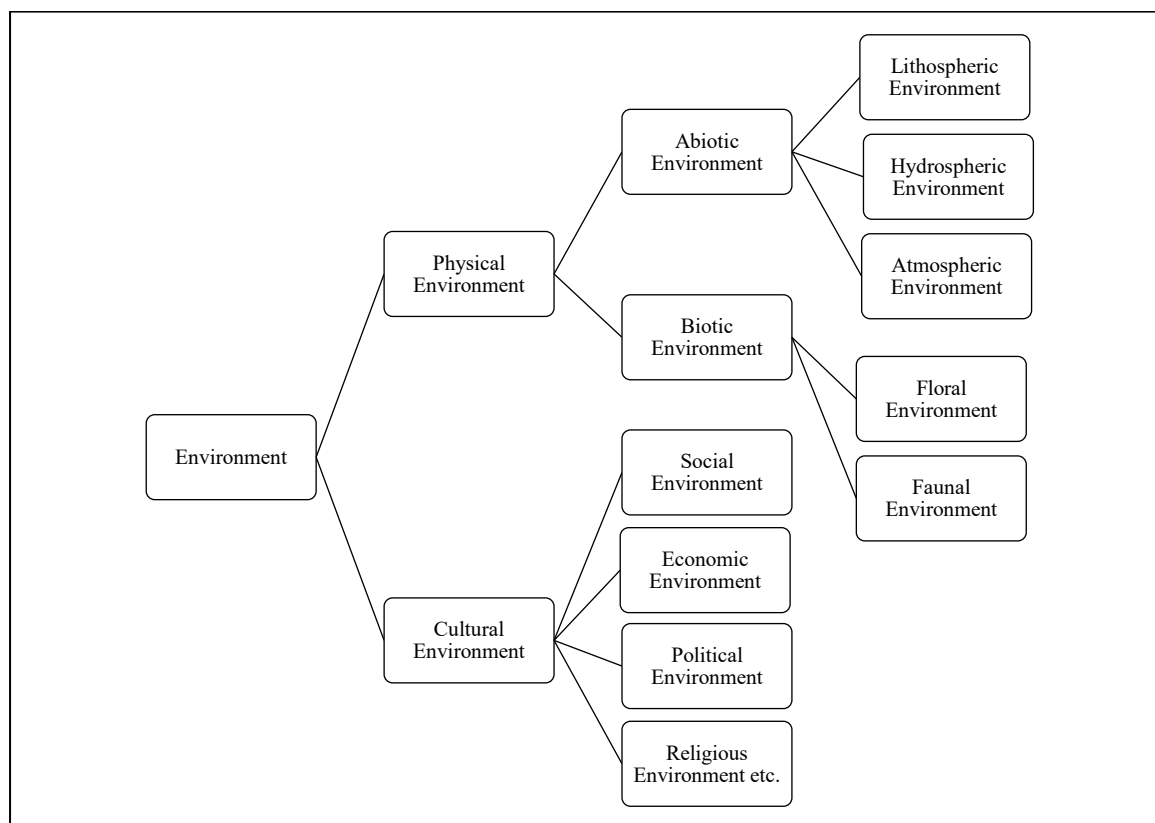 Environment
Physical
Environment
Abiotic
Environment
Lithospheric
Environment
Hydrospheric
Environment
Atmospheric
Environment
Biotic
Environment
Floral
Environment
Faunal
Environment
Cultural
Environment
Social
Environment
Economic
Environment
Political
Environment
Religious
Environment etc.